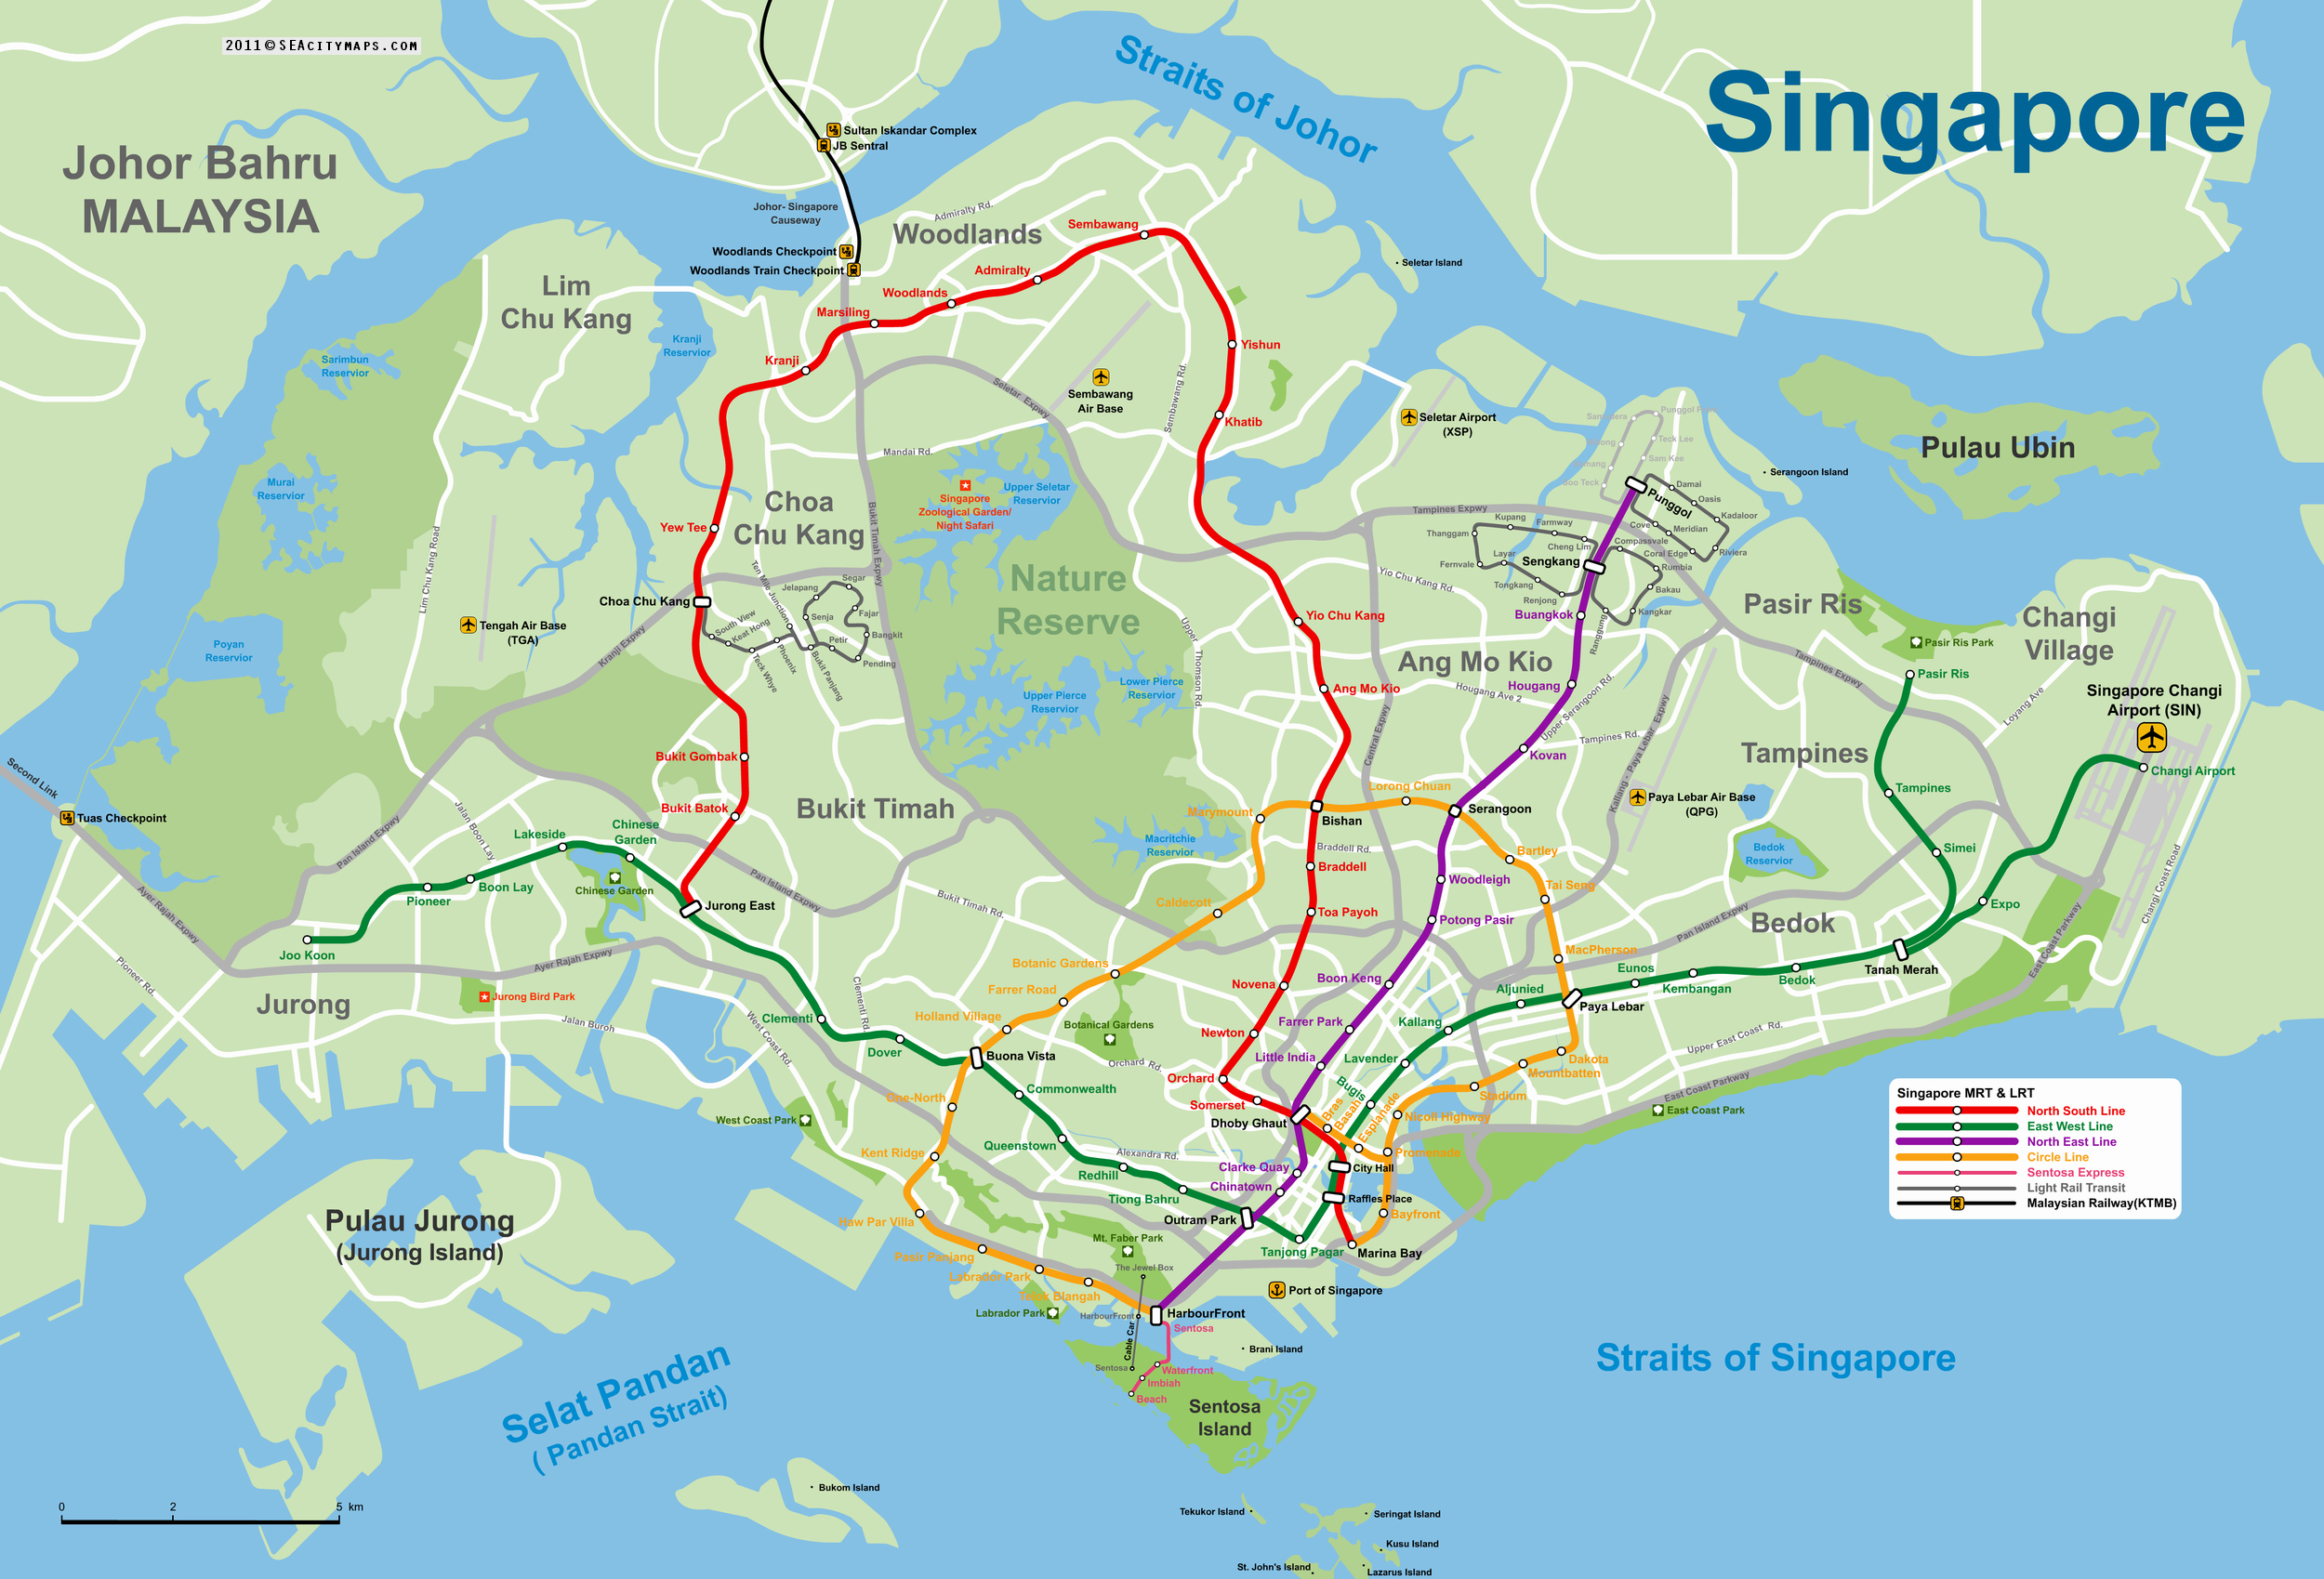 2011©SEACITYMAPS.COM
Singapore
Straits of Johor
Johor Bahru
MALAYSIA
Sultan Iskandar Complex
JB Sentral
Johor- Singapore
Causeway
Woodlands Checkpoint
Woodlands Train Checkpoint
Admiralty Rd.
Woodlands
Sembawang
Admiralty
Woodlands
Marsiling
Kranji
Lim
Chu Kang
Kranji
Reservior
Sarimbun
Reservior
Seletar Island
Yishun
Khatib
Sembawang
Air Base
Seletar Expwy
Sembawang Rd.
Mandai Rd.
Seletar Airport
(XSP)
Pulau Ubin
Serangoon Island
Murai
Reservior
Lim Chu Kang Road
Tengah Air Base
(TGA)
Poyan
Reservior
Kranji Expwy
Choa
Chu Kang
Yew Tee
Choa Chu Kang
Bukit Timah Expwy
Singapore
Zoological Garden/
Night Safari
Upper Seletar
Reservior
Nature
Reserve
Upper Pierce
Reservior
Lower Pierce
Reservior
Upper Thomson Rd.
South View
Keat Hong
Teck Whye
Phoenix
Bukit Panjang
Ten Mile Junction
Jelapang
Segar
Senja
Fajar
Petir
Bangkit
Pending
Tampines Expwy
Teck Lee
Sam Kee
Punggol
Damai
Oasis
Kadaloor
Cove
Meridian
Coral Edge
Riviera
Kupang
Farmway
Thanggam
Cheng Lim
Layar
Fernvale
Tongkang
Renjong
Sengkang
Compassvale
Rumbia
Bakau
Kangkar
Ranggung
Buangkok
Yio Chu Kang Rd.
Yio Chu Kang
Ang Mo Kio
Ang Mo Kio
Hougang Ave 2
Hougang
Upper Serangoon Rd.
Tampines Rd.
Kovan
Central Expwy
Kallang - Paya Lebar Expwy
Paya Lebar Air Base
(QPG)
Pasir Ris
Pasir Ris Park
Pasir Ris
Tampines Expwy
Changi
Village
Loyang Ave
Singapore Changi
Airport (SIN)
Changi Airport
Changi Coast Road
Tampines
Tampines
Simei
Expo
Bedok
Reservior
Bedok
Pan Island Expwy
Tanah Merah
East Coast Parkway
Second Link
Tuas Checkpoint
Pan Island Expwy
Ayer Rajah Expwy
Jalan Boon Lay
Pioneer Rd.
Jurong
Joo Koon
Pioneer
Boon Lay
Lakeside
Chinese
Garden
Chinese Garden
Jurong East
Bukit Batok
Bukit Gombak
Bukit Timah
Pan Island Expwy
Bukit Timah Rd.
Ayer Rajah Expwy
Jurong Bird Park
Jalan Buroh
West Coast Rd.
Clementi Rd.
Clementi
Dover
Buona Vista
Commonwealth
Queenstown
Redhill
Tiong Bahru
Outram Park
Tanjong Pagar
Alexandra Rd.
Orchard Rd.
Macritchie
Reservior
Marymount
Bishan
Lorong Chuan
Serangoon
Bartley
Tai Seng
MacPherson
Paya Lebar
Dakota
Mountbatten
Stadium
Nicoll Highway
Promenade
Esplanade
Bras
Basah
Bayfront
Marina Bay
Braddell Rd.
Braddell
Toa Payoh
Novena
Newton
Orchard
Somerset
Dhoby Ghaut
City Hall
Raffles Place
Woodleigh
Potong Pasir
Boon Keng
Farrer Park
Little India
Clarke Quay
Chinatown
Bugis
Lavender
Kallang
Aljunied
Eunos
Kembangan
Bedok
Upper East Coast Rd.
East Coast Parkway
East Coast Park
Caldecott
Botanic Gardens
Farrer Road
Holland Village
Botanical Gardens
One-North
Kent Ridge
Haw Par Villa
Pasir Panjang
Labrador Park
Telok Blangah
West Coast Park
Labrador Park
Mt. Faber Park
The Jewel Box
HarbourFront
Cable Car
Sentosa
HarbourFront
Sentosa
Waterfront
Imbiah
Beach
Sentosa
Island
Port of Singapore
Brani Island
Pulau Jurong
(Jurong Island)
Selat Pandan
( Pandan Strait)
Straits of Singapore
Bukom Island
Tekukor Island
Seringat Island
Kusu Island
St. John's Island
Lazarus Island
0 2 5 km
Singapore MRT & LRT
North South Line
East West Line
North East Line
Circle Line
Sentosa Express
Light Rail Transit
Malaysian Railway(KTMB)